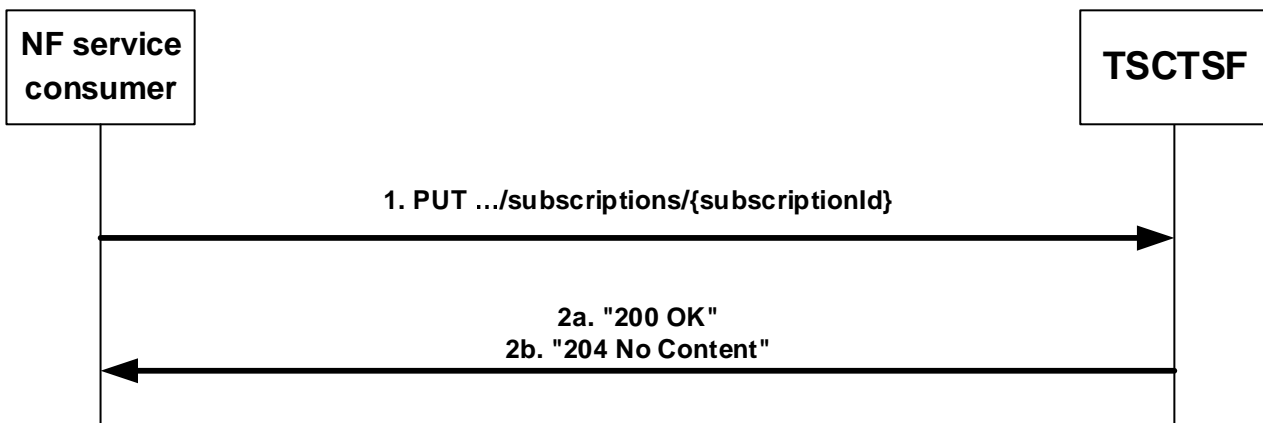 NF service
consumer
TSCTSF
1. PUT .../subscriptions/{subscriptionId}
2a. "200 OK"
2b. "204 No Content"